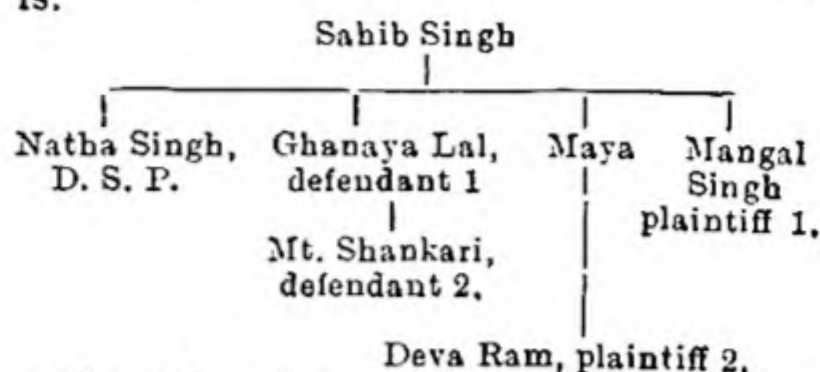 is:
Sahib Singh
Natha Singh, Ghanaya Lal, Maya Mangal
D. S. P. defendant 1 Singh
plaintiff 1.
Mt. Shankari,
defendant 2.
Deva Ram, plaintiff 2.